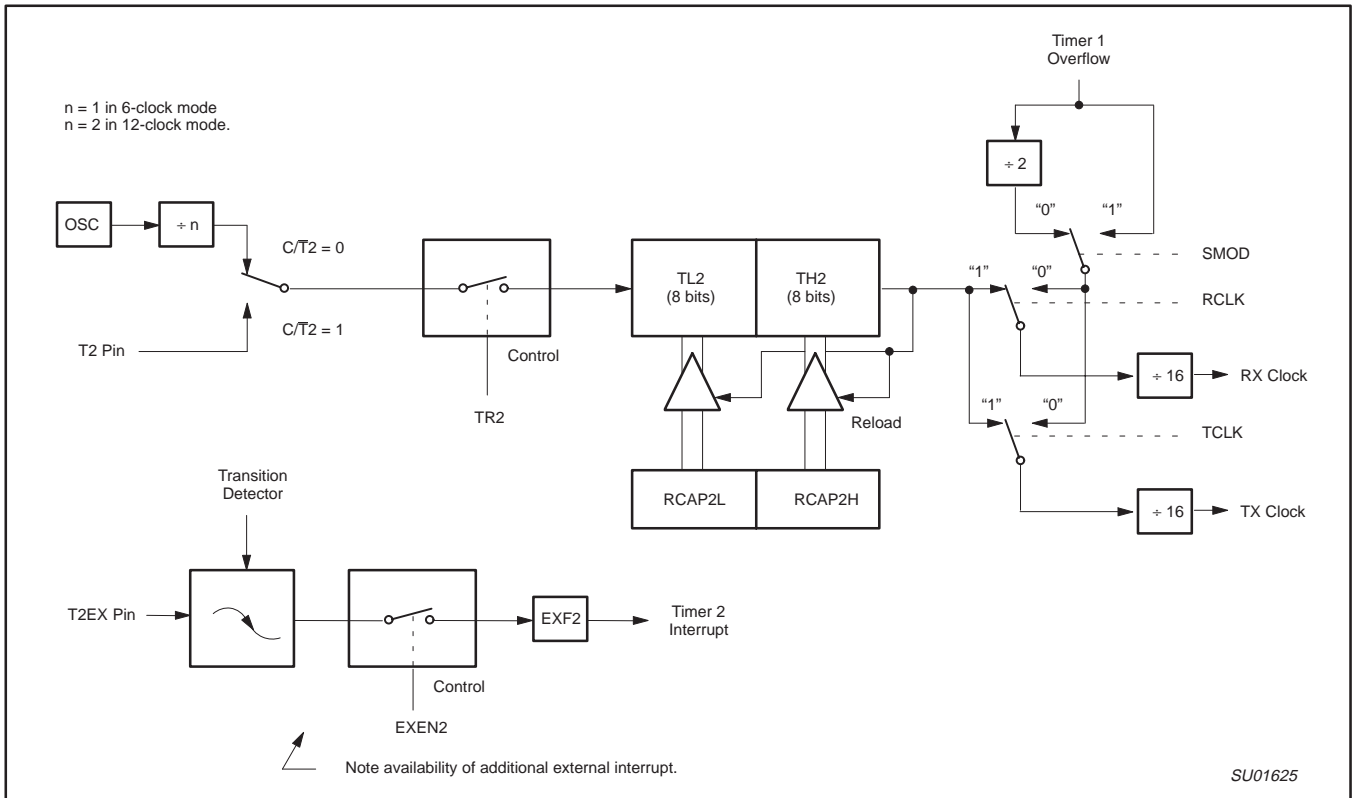 Timer 1
Overflow
n = 1 in 6-clock mode
n = 2 in 12-clock mode.
÷ 2
OSC
÷ n
“0”
“1”
C/T̅2 = 0
SMOD
TL2
(8 bits)
TH2
(8 bits)
“1”
“0”
RCLK
C/T̅2 = 1
T2 Pin
Control
÷ 16
RX Clock
TR2
Reload
“1”
“0”
TCLK
Transition
Detector
RCAP2L
RCAP2H
÷ 16
TX Clock
T2EX Pin
EXF2
Timer 2
Interrupt
Control
EXEN2
Note availability of additional external interrupt.
SU01625